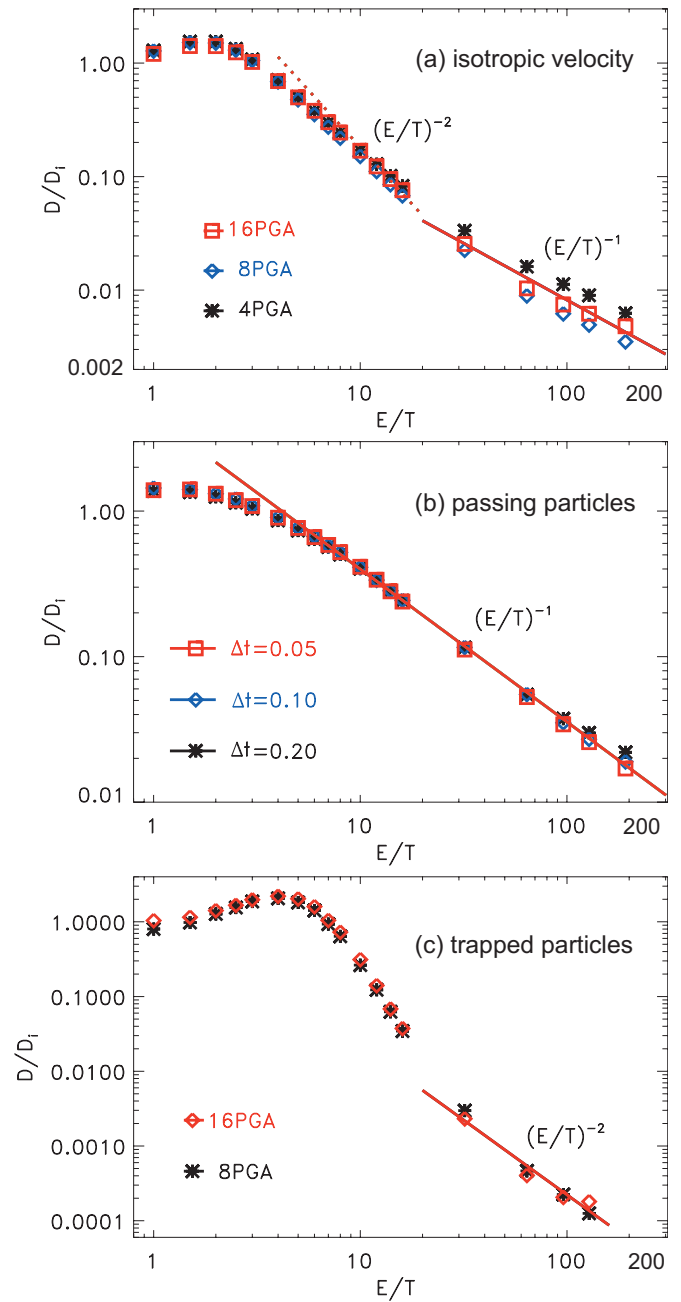 (a) isotropic velocity
1.00
(E/T)⁻²
D/Dᵢ
0.10
16PGA
(E/T)⁻¹
8PGA
0.01
4PGA
0.002
1 10 100 200
E/T
(b) passing particles
1.00
D/Dᵢ
(E/T)⁻¹
0.10
Δt=0.05
Δt=0.10
Δt=0.20
0.01
1 10 100 200
E/T
1.0000
(c) trapped particles
0.1000
D/Dᵢ
0.0100
16PGA
(E/T)⁻²
0.0010
8PGA
0.0001
1 10 100 200
E/T